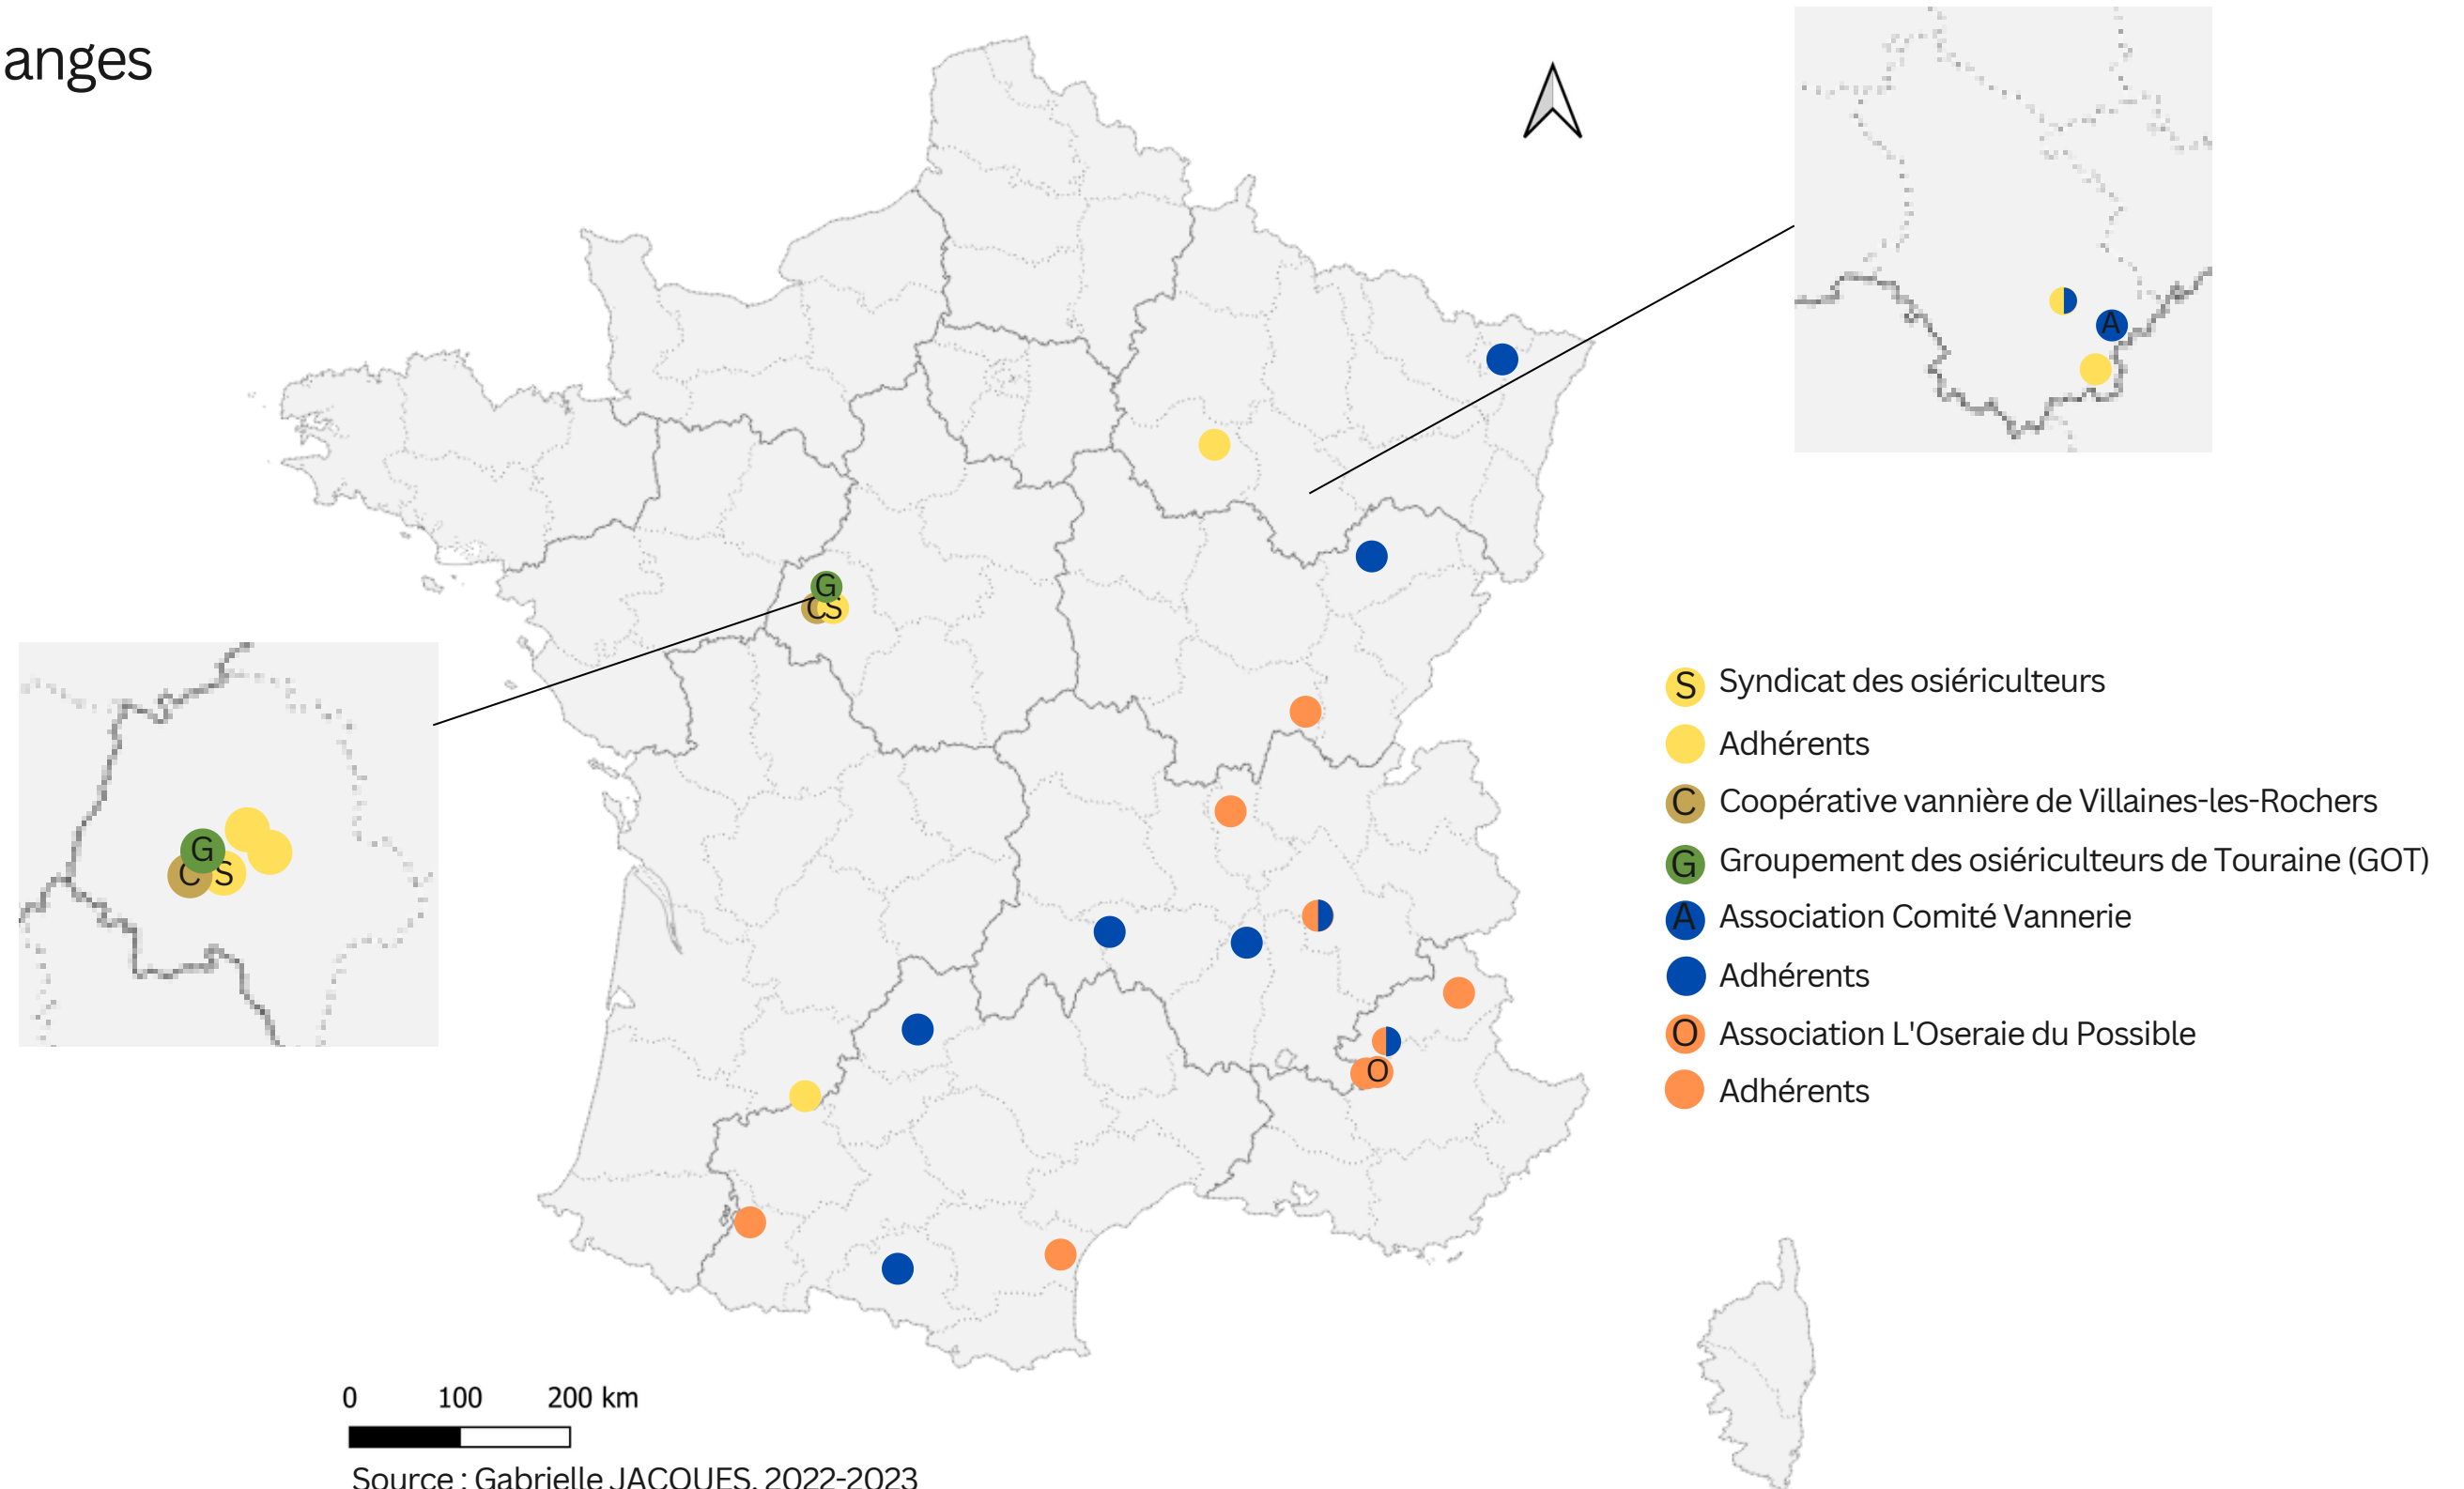 anges
A
G
CS
G
C S
O
S Syndicat des osiériculteurs
Adhérents
C Coopérative vannière de Villaines-les-Rochers
G Groupement des osiériculteurs de Touraine (GOT)
A Association Comité Vannerie
Adhérents
O Association L'Oseraie du Possible
Adhérents
0 100 200 km
Source : Gabrielle JACQUES, 2022-2023